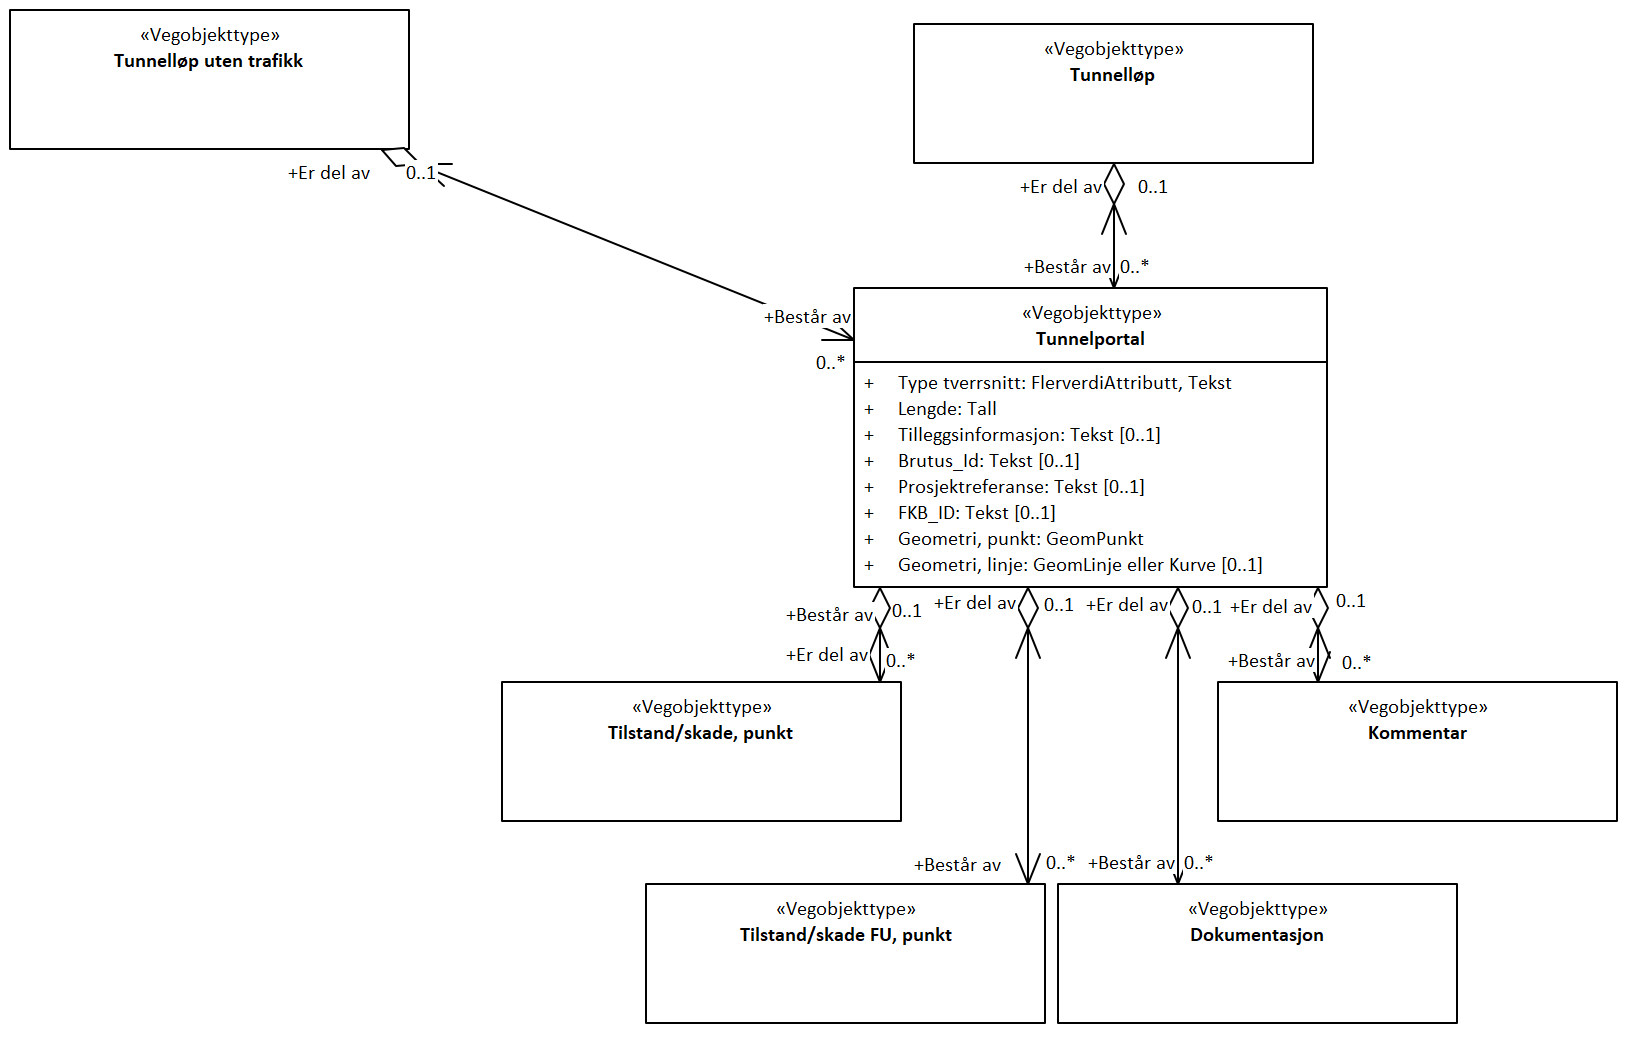 «Vegobjekttype»
Tunnelløp uten trafikk
«Vegobjekttype»
Tunnelløp
+Er del av
0..1
+Er del av
0..1
+Består av
0..*
+Består av
0..*
«Vegobjekttype»
Tunnelportal
+ Type tverrsnitt: FlerverdiAttributt, Tekst
+ Lengde: Tall
+ Tilleggsinformasjon: Tekst [0..1]
+ Brutus_Id: Tekst [0..1]
+ Prosjektreferanse: Tekst [0..1]
+ FKB_ID: Tekst [0..1]
+ Geometri, punkt: GeomPunkt
+ Geometri, linje: GeomLinje eller Kurve [0..1]
+Består av
0..1
+Er del av
0..1
+Er del av
0..1
+Er del av
0..1
+Er del av
0..*
+Består av
0..*
«Vegobjekttype»
Tilstand/skade, punkt
«Vegobjekttype»
Kommentar
+Består av
0..*
+Består av
0..*
«Vegobjekttype»
Tilstand/skade FU, punkt
«Vegobjekttype»
Dokumentasjon